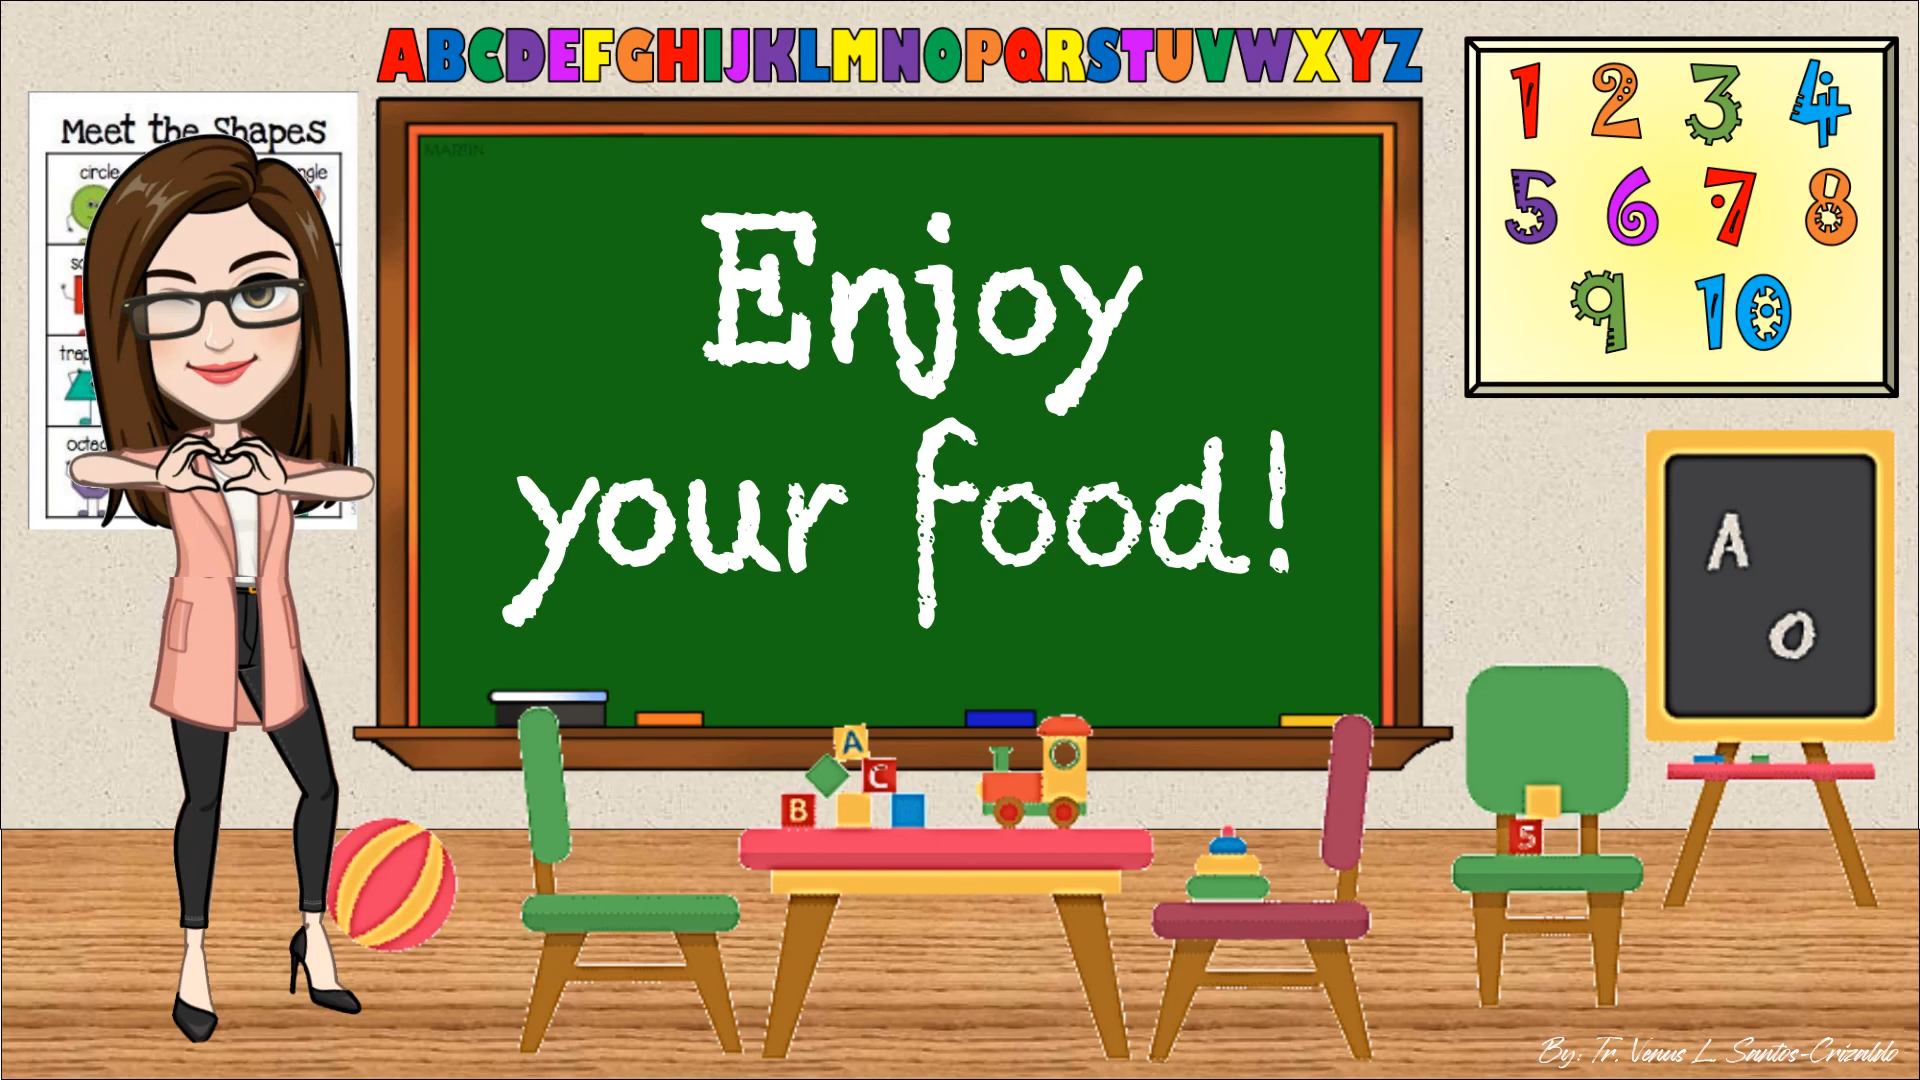 ABCDEFGHIJKLMNOPQRSTUVWXYZ
Meet the Shapes
circle
MARTIN
Enjoy
your food!
1 2 3 4
5 6 7 8
9 10
A
O
A
C
B
S
By: Tr. Venus L. Santos-Crizaldo